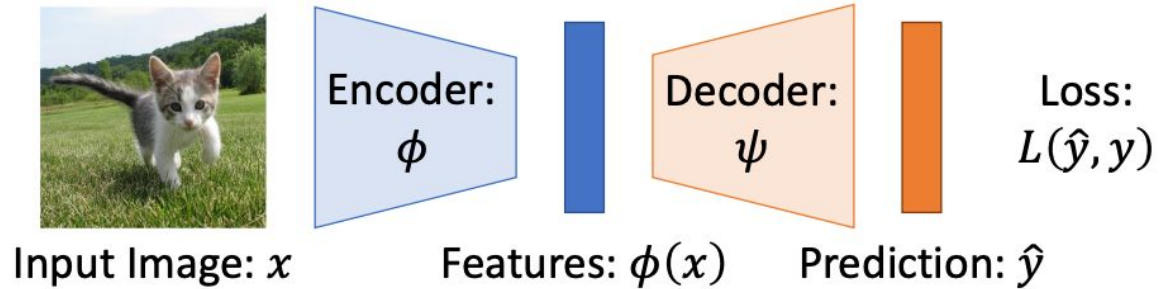 Encoder:
ϕ
Decoder:
ψ
Loss:
L(ŷ, y)
Input Image: x
Features: ϕ(x)
Prediction: ŷ